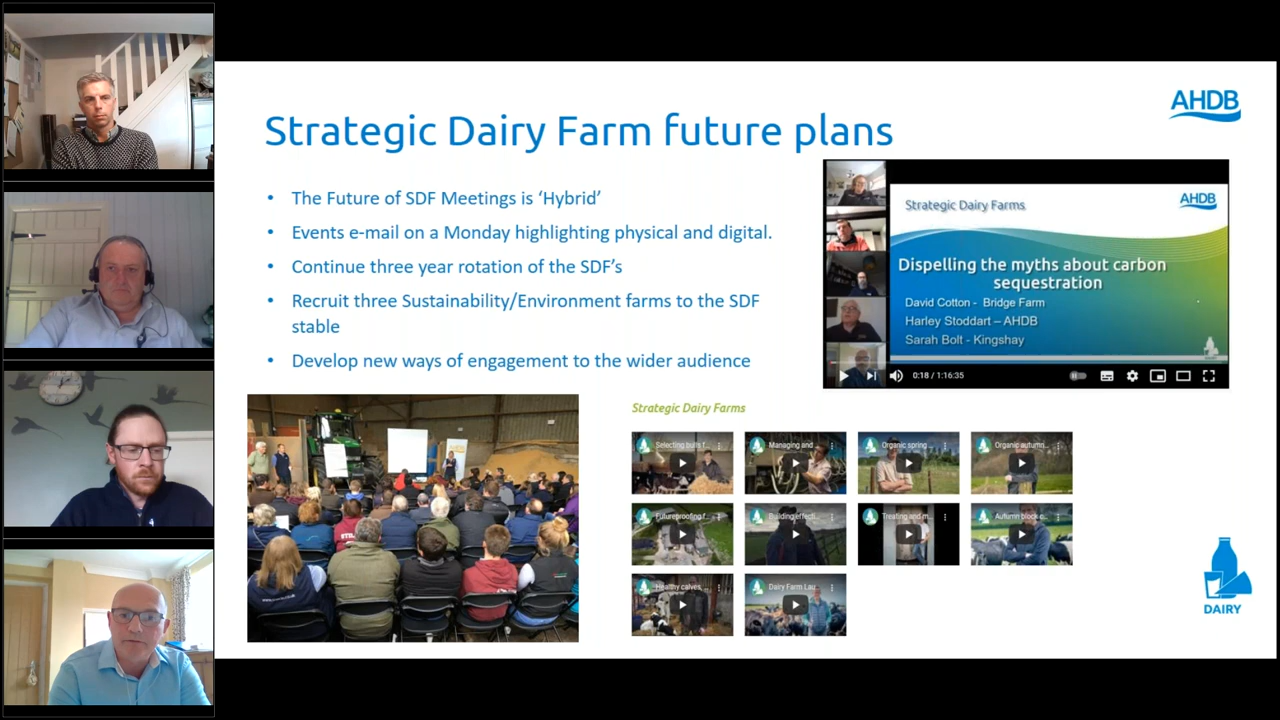 AHDB
Strategic Dairy Farm future plans
• The Future of SDF Meetings is ‘Hybrid’
• Events e-mail on a Monday highlighting physical and digital.
• Continue three year rotation of the SDF’s
• Recruit three Sustainability/Environment farms to the SDF
stable
• Develop new ways of engagement to the wider audience
Strategic Dairy Farms
AHDB
Dispelling the myths about carbon
sequestration
David Cotton - Bridge Farm
Harley Stoddart – AHDB
Sarah Bolt - Kingshay
0:18 / 1:16:35
Strategic Dairy Farms
Selecting bulls f...
Managing and ...
Organic spring ...
Organic autumn...
Futureproofing f...
Building effecti...
Treating and m...
Autumn block c...
Healthy calves, ...
Dairy Farm Lau...
DAIRY